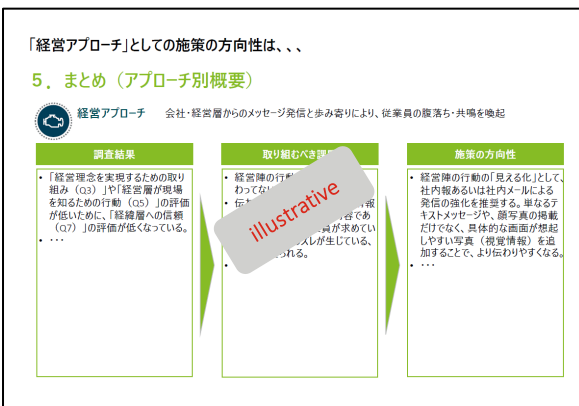 「経営アプローチ」としての施策の方向性は、、、
５．まとめ（アプローチ別概要）
経営アプローチ 会社・経営層からのメッセージ発信と歩み寄りにより、従業員の腹落ち・共鳴を喚起
調査結果
・「経営理念を実現するための取り
組み（Q3）」や「経営層が現場
を知るための行動（Q5）」の評価
が低いために、「経緯層への信頼
（Q7）」の評価が低くなっている。
・・・・
取り組むべき課
・経営陣の行動
わってな
・伝
報
内容であ
員が求めてい
ズレが生じている、
られる。
illustrative
施策の方向性
・経営陣の行動の「見える化」として、
社内報あるいは社内メールによる
発信の強化を推奨する。単なるテ
キストメッセージや、顔写真の掲載
だけでなく、具体的な画面が想起
しやすい写真（視覚情報）を追
加することで、より伝わりやすくなる。
・・・・